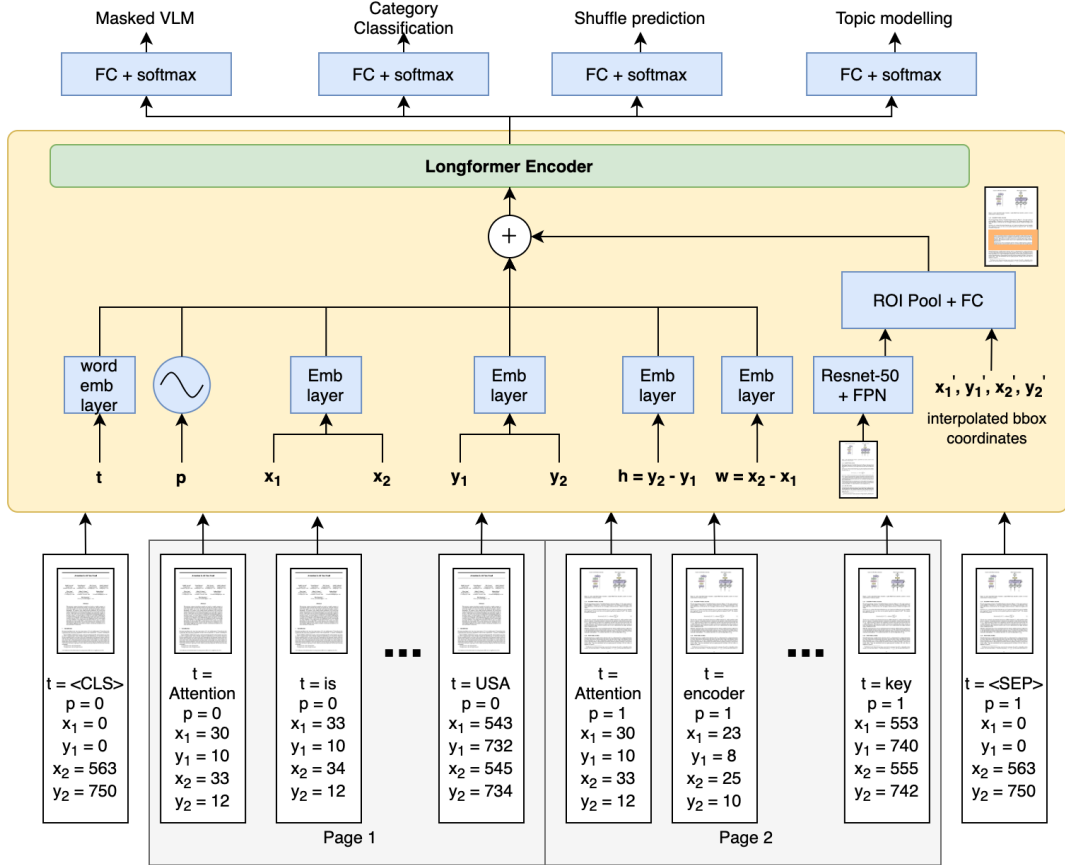 Masked VLM
Category
Classification
Shuffle prediction
Topic modelling
FC + softmax
FC + softmax
FC + softmax
FC + softmax
Longformer Encoder
+
ROI Pool + FC
word
emb
layer
Emb
layer
Emb
layer
Emb
layer
Emb
layer
Resnet-50
+ FPN
x1', y1', x2', y2'
interpolated bbox
coordinates
t
p
x1
x2
y1
y2
h = y2 - y1
w = x2 - x1
t = <CLS>
p = 0
x1 = 0
y1 = 0
x2 = 563
y2 = 750
t =
Attention
p = 0
x1 = 30
y1 = 10
x2 = 33
y2 = 12
t = is
p = 0
x1 = 33
y1 = 10
x2 = 34
y2 = 12
...
t = USA
p = 0
x1 = 543
y1 = 732
x2 = 545
y2 = 734
Page 1
t =
Attention
p = 1
x1 = 30
y1 = 10
x2 = 33
y2 = 12
t =
encoder
p = 1
x1 = 23
y1 = 8
x2 = 25
y2 = 10
...
t = key
p = 1
x1 = 553
y1 = 740
x2 = 555
y2 = 742
Page 2
t = <SEP>
p = 1
x1 = 0
y1 = 0
x2 = 563
y2 = 750